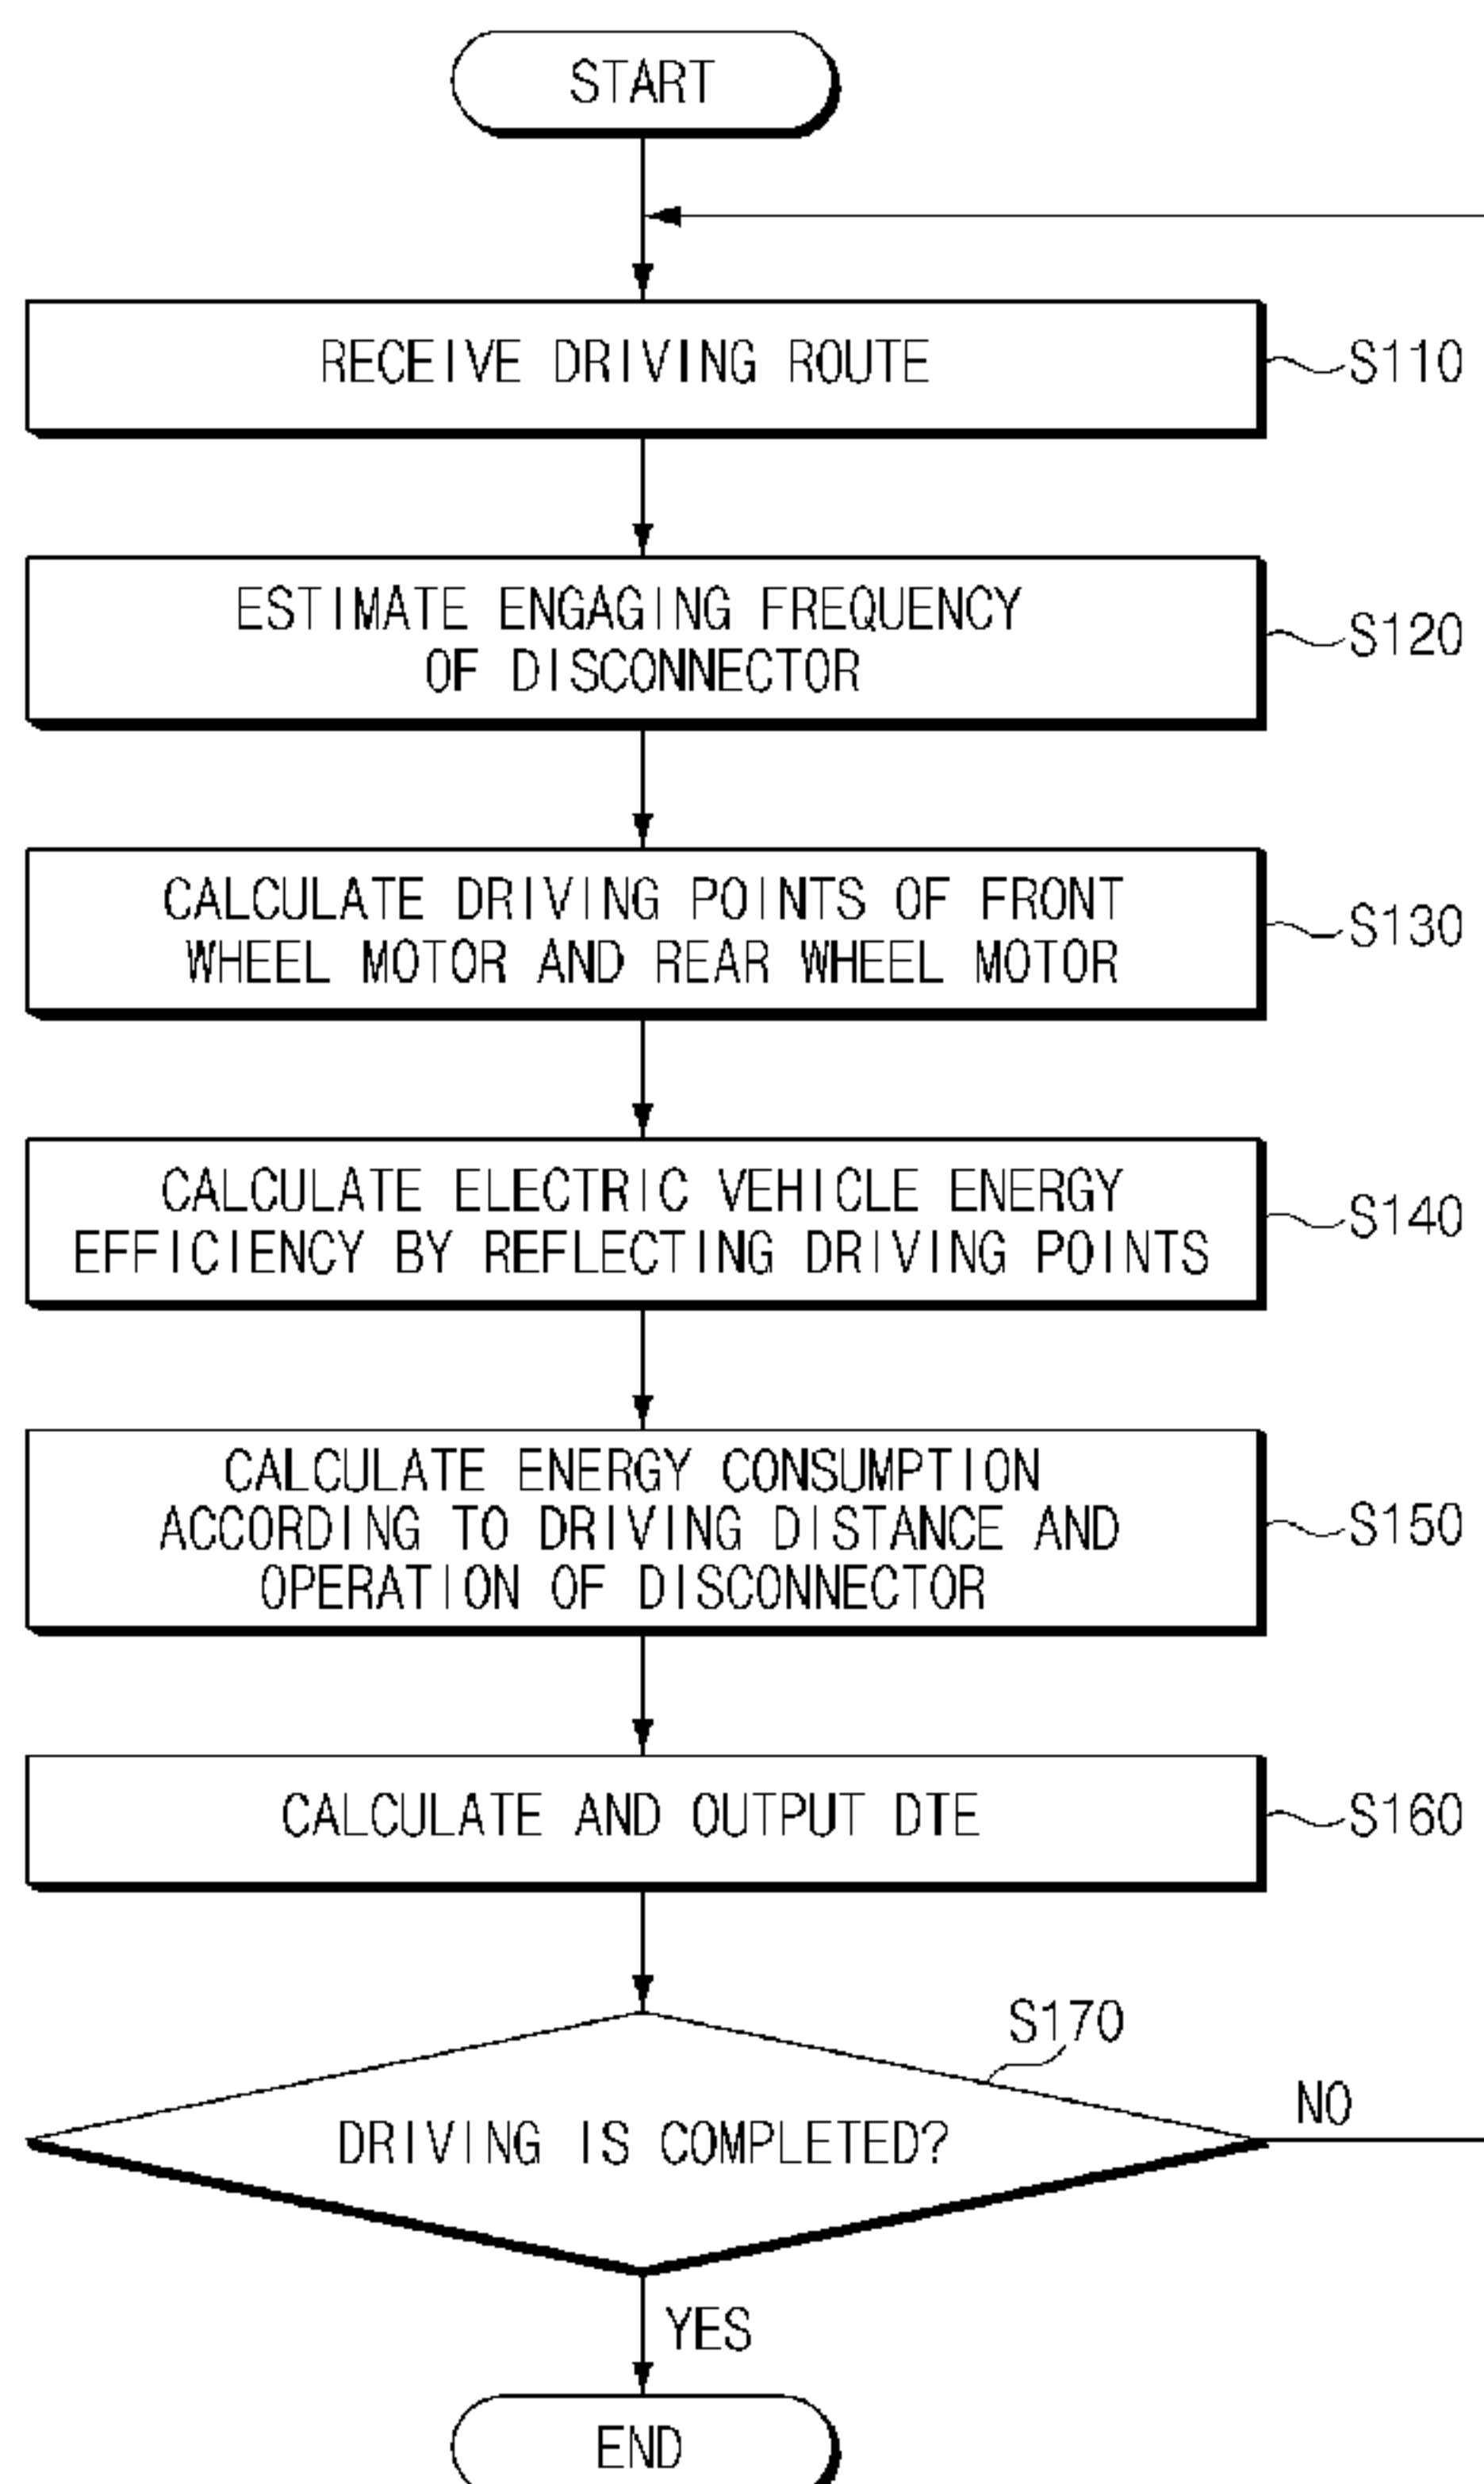 START
RECEIVE DRIVING ROUTE
S110
ESTIMATE ENGAGING FREQUENCY
OF DISCONNECTOR
S120
CALCULATE DRIVING POINTS OF FRONT
WHEEL MOTOR AND REAR WHEEL MOTOR
S130
CALCULATE ELECTRIC VEHICLE ENERGY
EFFICIENCY BY REFLECTING DRIVING POINTS
S140
CALCULATE ENERGY CONSUMPTION
ACCORDING TO DRIVING DISTANCE AND
OPERATION OF DISCONNECTOR
S150
CALCULATE AND OUTPUT DTE
S160
S170
DRIVING IS COMPLETED?
NO
YES
END